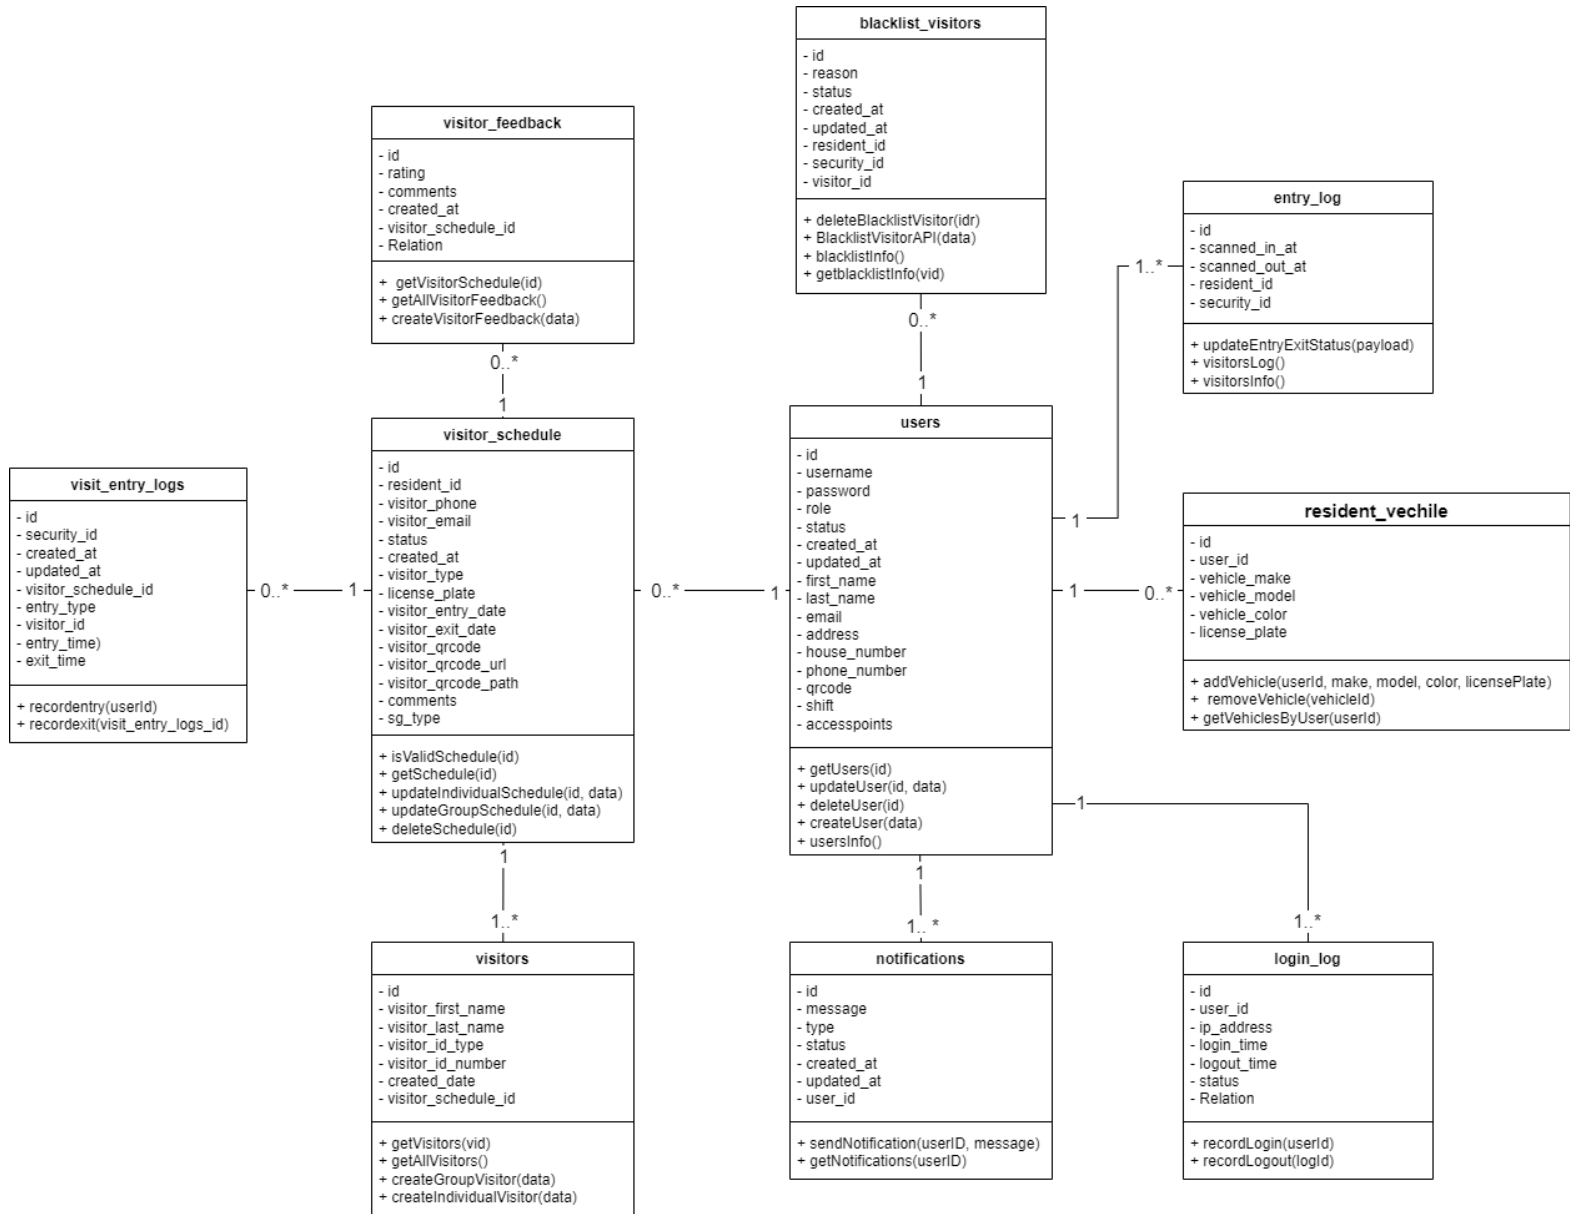 blacklist_visitors
- id
- reason
- status
- created_at
- updated_at
- resident_id
- security_id
- visitor_id
+ deleteBlacklistVisitor(idr)
+ BlacklistVisitorAPI(data)
+ blacklistInfo()
+ getblacklistInfo(vid)
0..*
1
visitor_feedback
- id
- rating
- comments
- created_at
- visitor_schedule_id
- Relation
+ getVisitorSchedule(id)
+ getAllVisitorFeedback()
+ createVisitorFeedback(data)
0..*
1
entry_log
- id
- scanned_in_at
- scanned_out_at
- resident_id
- security_id
+ updateEntryExitStatus(payload)
+ visitorsLog()
+ visitorsInfo()
1..*
1
visit_entry_logs
- id
- security_id
- created_at
- updated_at
- visitor_schedule_id
- entry_type
- visitor_id
- entry_time)
- exit_time
+ recordentry(userId)
+ recordexit(visit_entry_logs_id)
0..*
1
visitor_schedule
- id
- resident_id
- visitor_phone
- visitor_email
- status
- created_at
- visitor_type
- license_plate
- visitor_entry_date
- visitor_exit_date
- visitor_qrcode
- visitor_qrcode_url
- visitor_qrcode_path
- comments
- sg_type
+ isValidSchedule(id)
+ getSchedule(id)
+ updateIndividualSchedule(id, data)
+ updateGroupSchedule(id, data)
+ deleteSchedule(id)
0..*
1
users
- id
- username
- password
- role
- status
- created_at
- updated_at
- first_name
- last_name
- email
- address
- house_number
- phone_number
- qrcode
- shift
- accesspoints
+ getUsers(id)
+ updateUser(id, data)
+ deleteUser(id)
+ createUser(data)
+ usersInfo()
1
0..*
resident_vechile
- id
- user_id
- vehicle_make
- vehicle_model
- vehicle_color
- license_plate
+ addVehicle(userId, make, model, color, licensePlate)
+ removeVehicle(vehicleId)
+ getVehiclesByUser(userId)
1
1..*
1
1..*
1
1..*
visitors
- id
- visitor_first_name
- visitor_last_name
- visitor_id_type
- visitor_id_number
- created_date
- visitor_schedule_id
+ getVisitors(vid)
+ getAllVisitors()
+ createGroupVisitor(data)
+ createIndividualVisitor(data)
notifications
- id
- message
- type
- status
- created_at
- updated_at
- user_id
+ sendNotification(userID, message)
+ getNotifications(userID)
login_log
- id
- user_id
- ip_address
- login_time
- logout_time
- status
- Relation
+ recordLogin(userId)
+ recordLogout(logId)